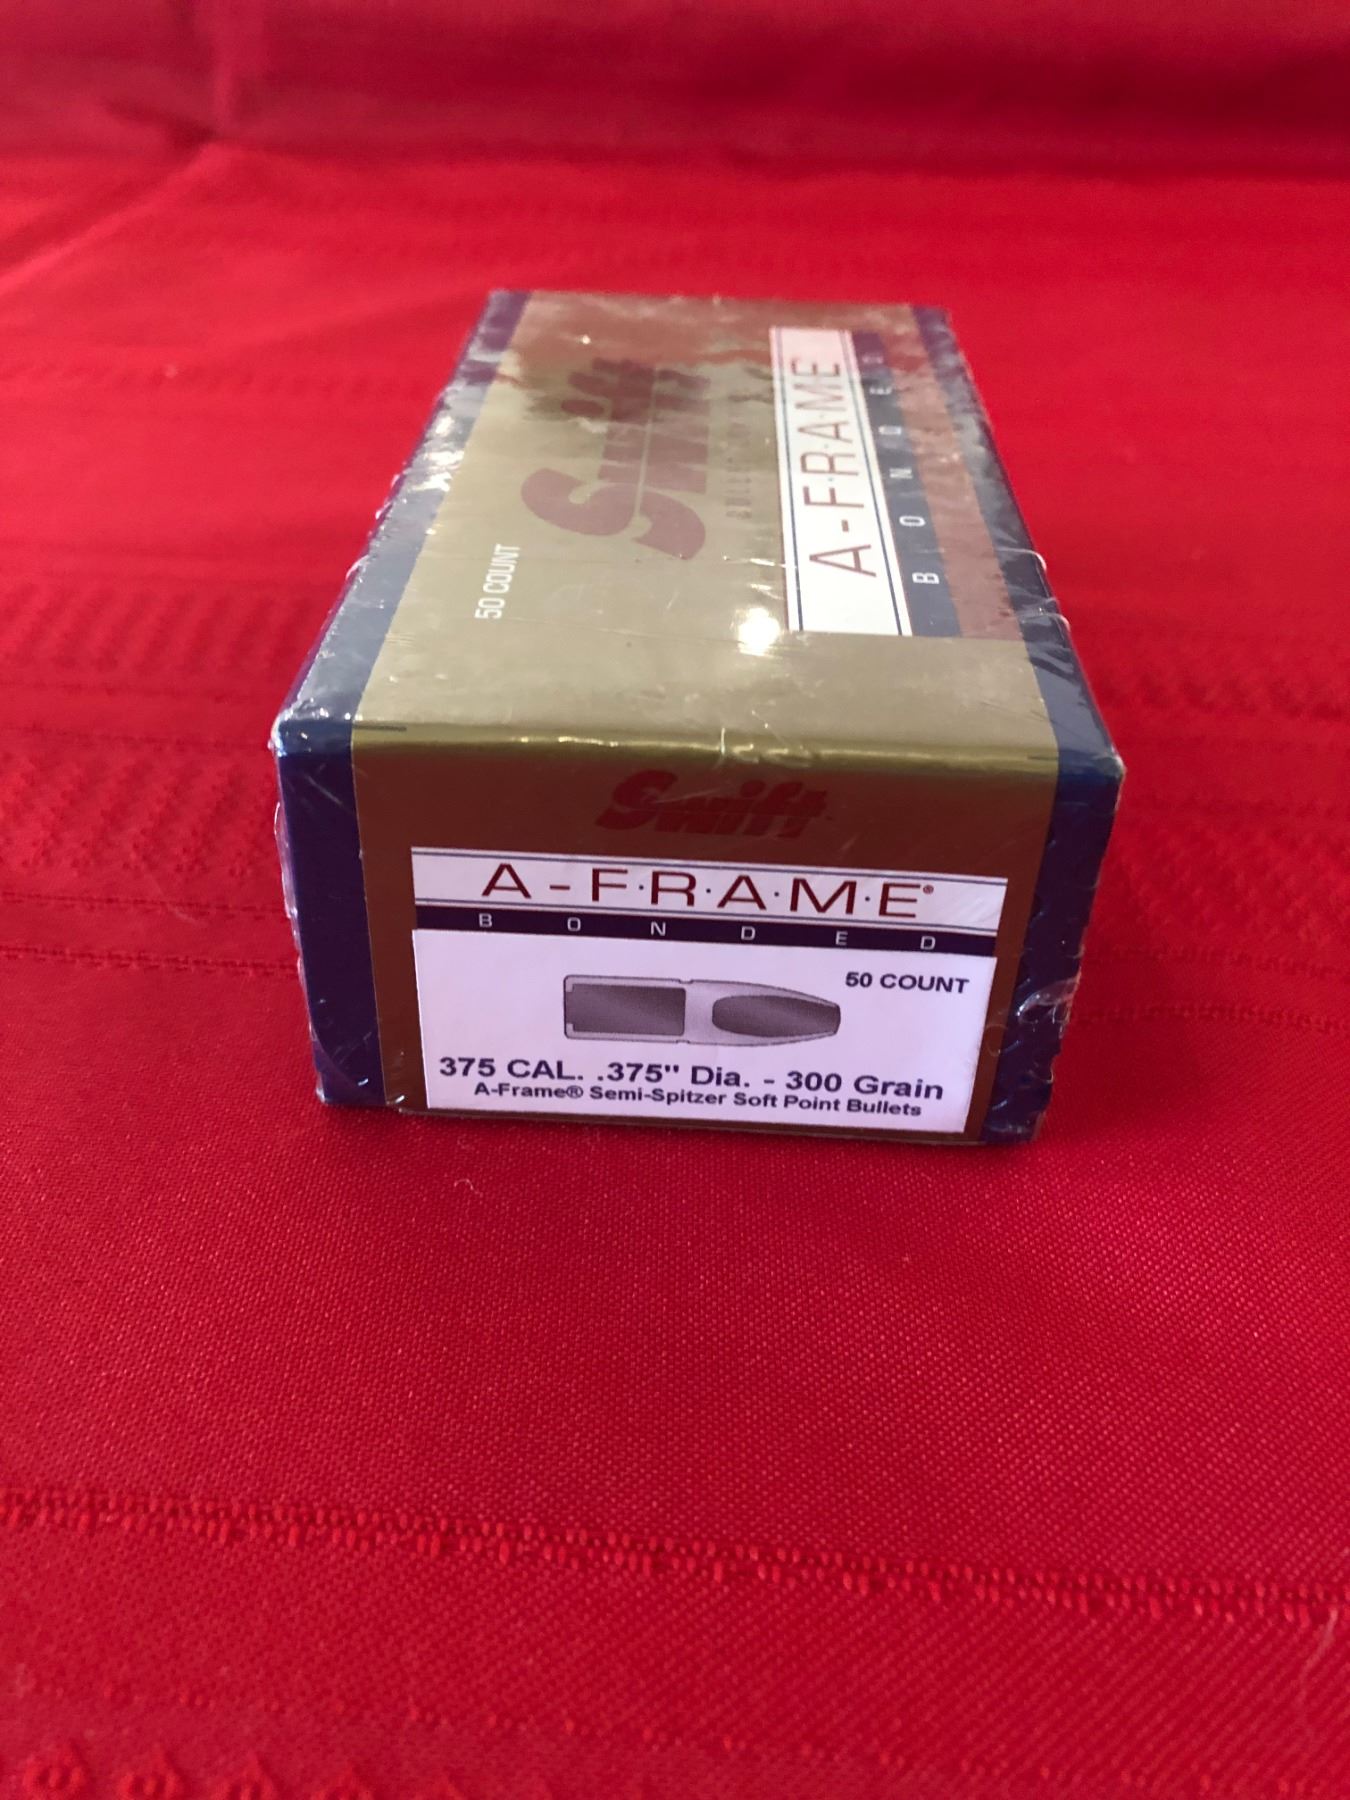 50 COUNT
Swift
A-FRAME
BONDED
Swift
A-F·R·A·M·E®
BONDED
50 COUNT
375 CAL. .375" Dia. - 300 Grain
A-Frame® Semi-Spitzer Soft Point Bullets